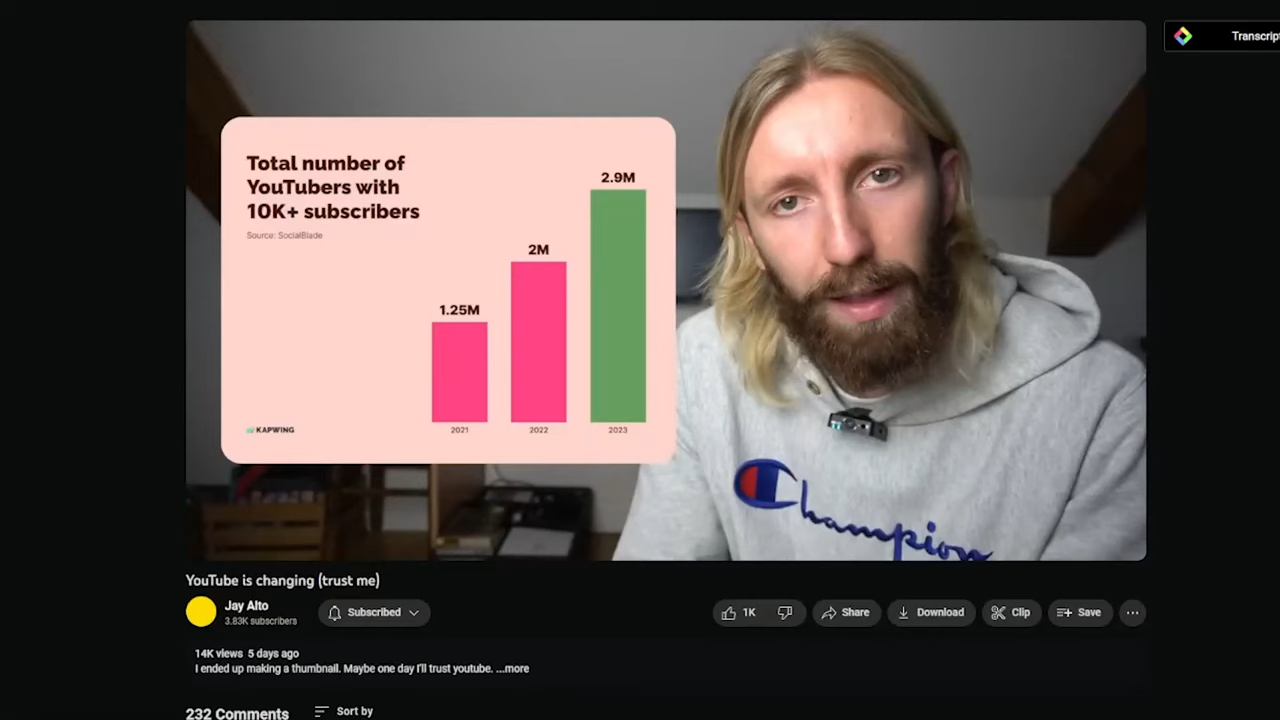 Transcript
Total number of
YouTubers with
10K+ subscribers
Source: SocialBlade
2.9M
2M
1.25M
2021
2022
2023
KAPWING
Champion
YouTube is changing (trust me)
Jay Alto
3.83K subscribers
Subscribed
1K
Share
Download
Clip
Save
14K views 5 days ago
I ended up making a thumbnail. Maybe one day I'll trust youtube. ...more
232 Comments
Sort by